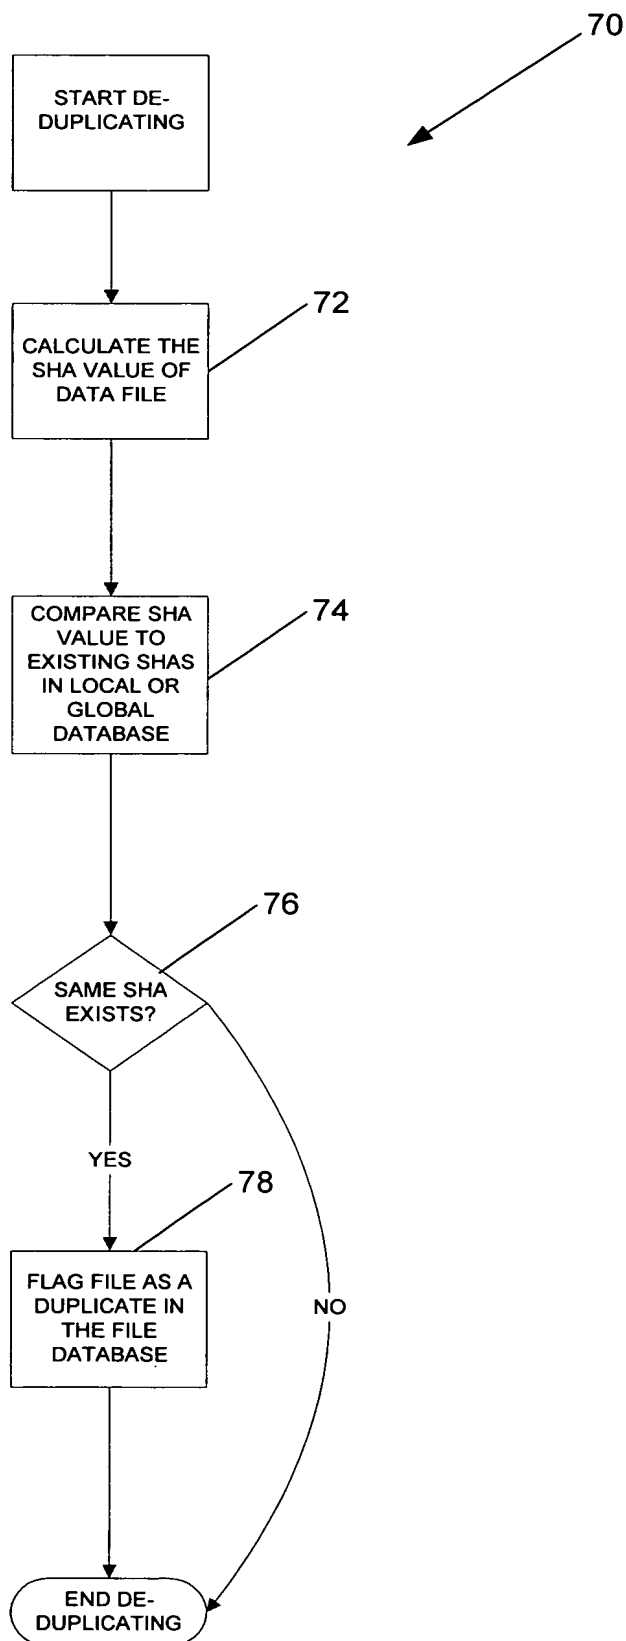 70
START DE-
DUPLICATING
72
CALCULATE THE
SHA VALUE OF
DATA FILE
74
COMPARE SHA
VALUE TO
EXISTING SHAS
IN LOCAL OR
GLOBAL
DATABASE
76
SAME SHA
EXISTS?
YES
78
FLAG FILE AS A
DUPLICATE IN
THE FILE
DATABASE
NO
END DE-
DUPLICATING